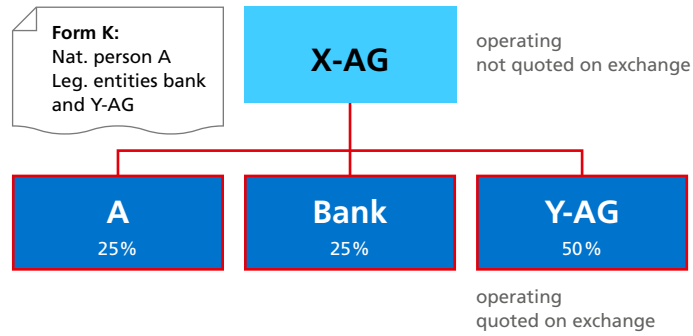 Form K:
Nat. person A
Leg. entities bank
and Y-AG
X-AG
operating
not quoted on exchange
A
25%
Bank
25%
Y-AG
50%
operating
quoted on exchange